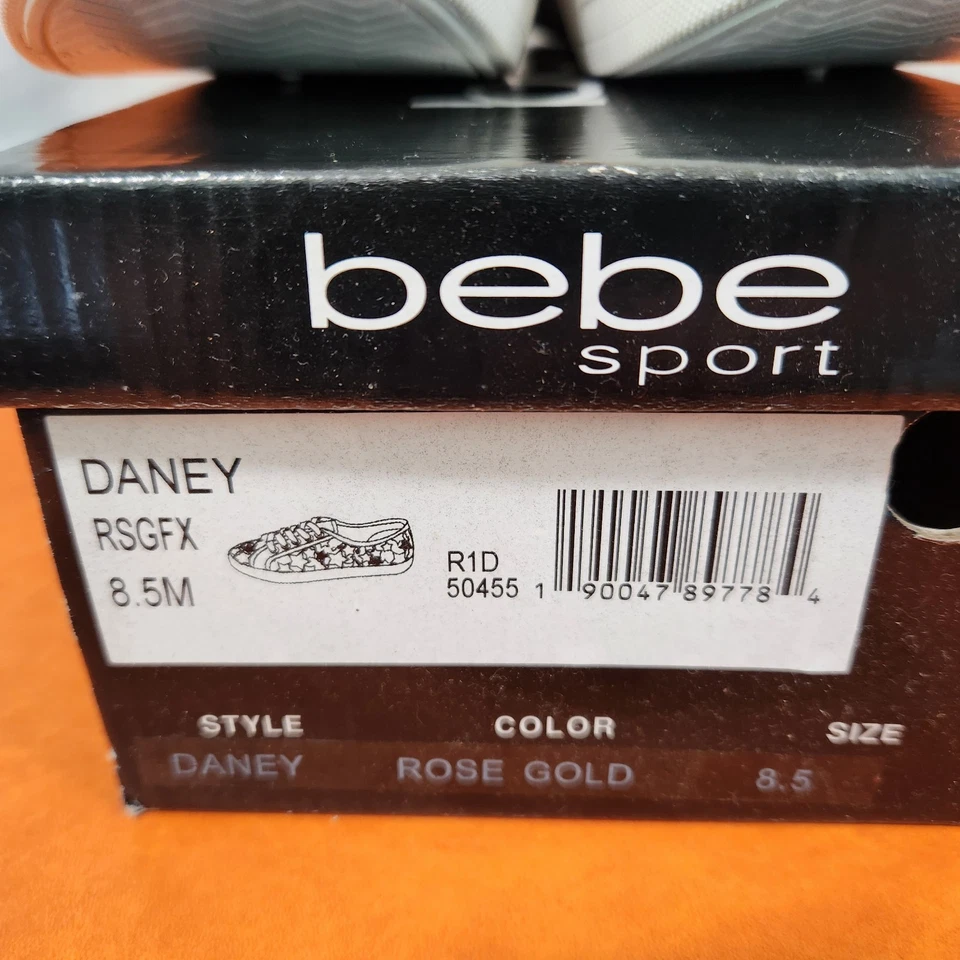 bebe
sport
DANEY
RSGFX
8.5M
R1D
50455
1 90047 89778 4
STYLE COLOR SIZE
DANEY ROSE GOLD 8.5